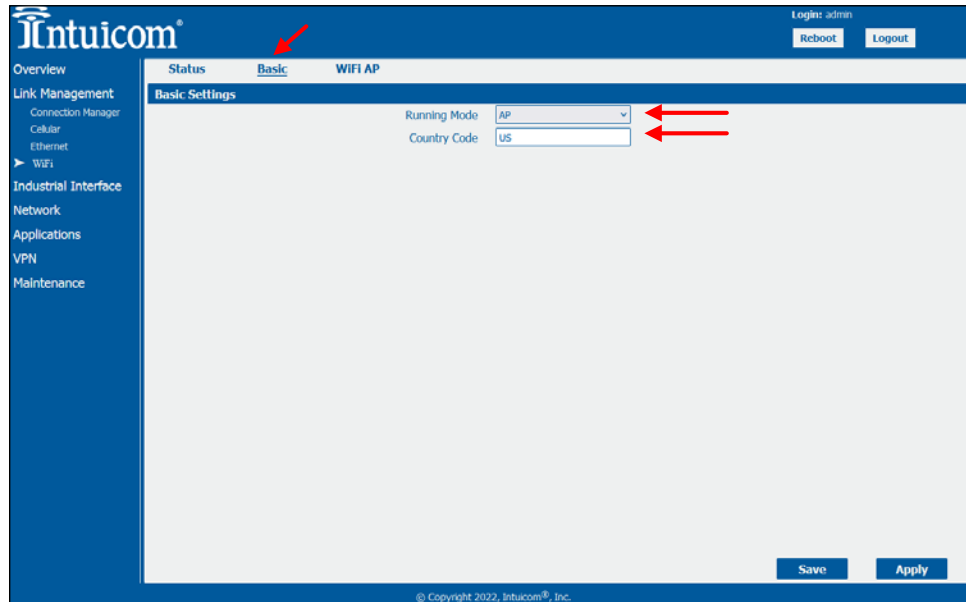 Intuicom®
Login: admin
Reboot Logout
Overview
Link Management
Connection Manager
Celular
Ethernet
➤ WiFi
Industrial Interface
Network
Applications
VPN
Maintenance
Status Basic WiFi AP
Basic Settings
Running Mode AP
Country Code US
Save Apply
© Copyright 2022, Intuicom®, Inc.